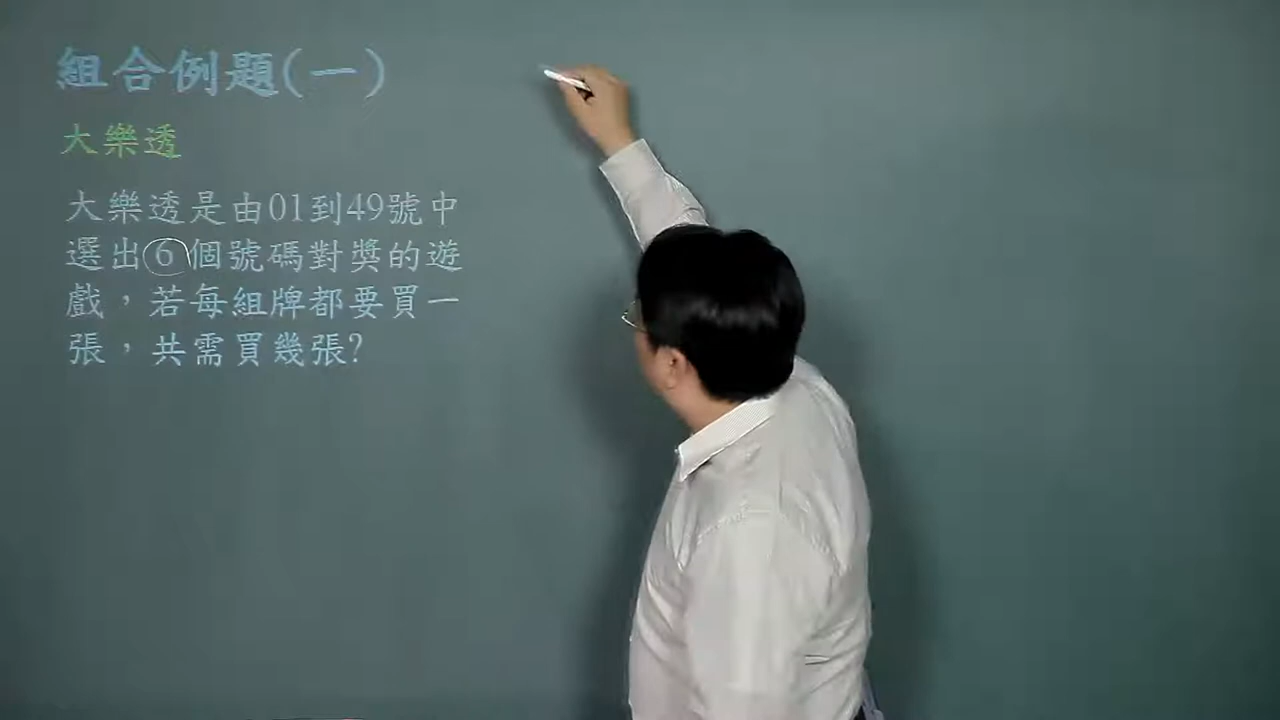 組合例題(一)
大樂透
大樂透是由01到49號中
選出6個號碼對獎的遊
戲，若每組牌都要買一
張，共需買幾張?